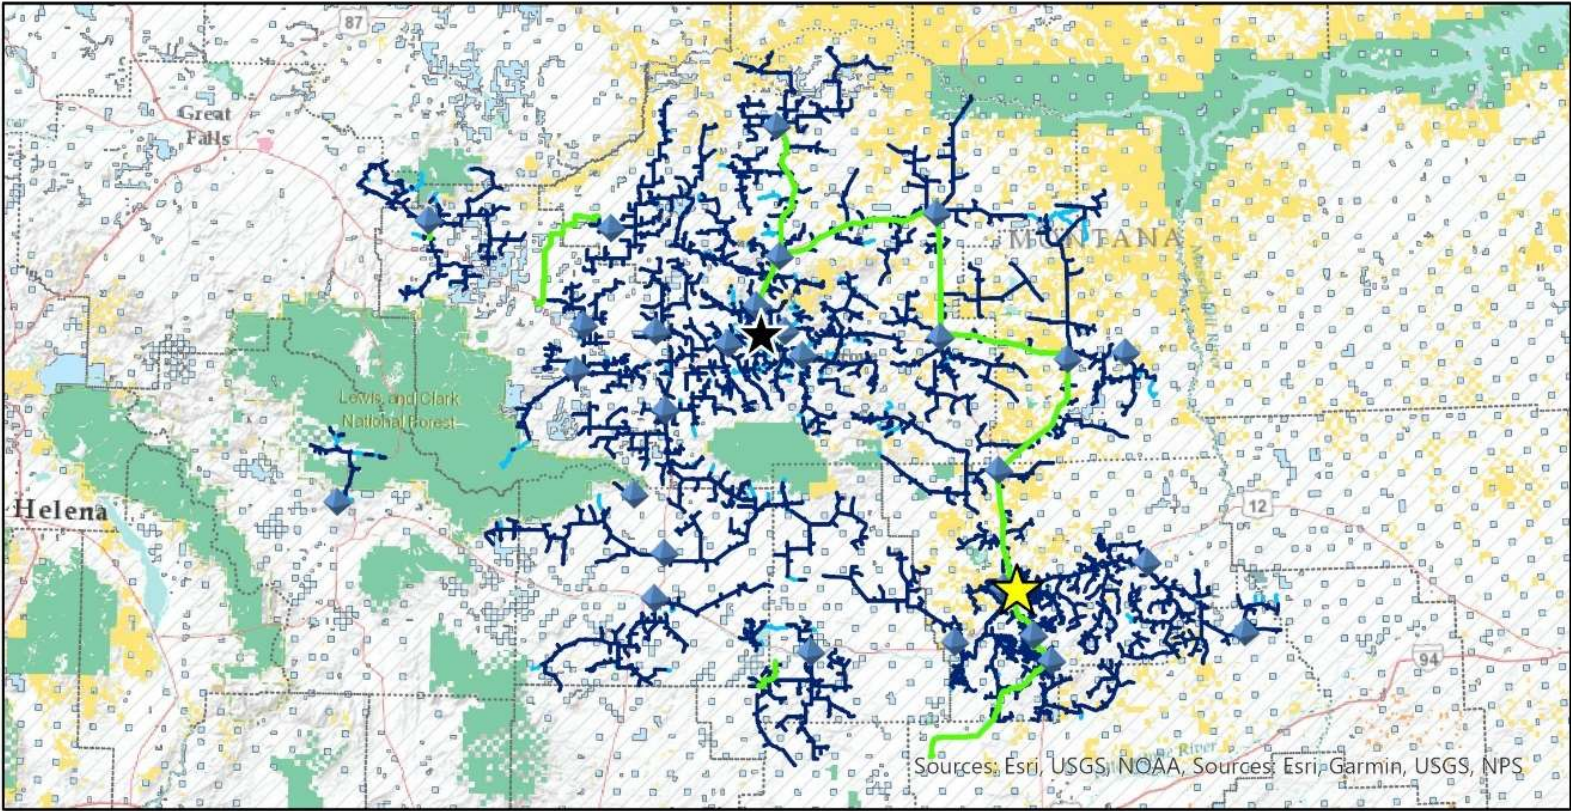 87
Great
Falls
MONTANA
Lewis and Clark
National Forest
Helena
12
94
Sources: Esri, USGS, NOAA, Sources: Esri, Garmin, USGS, NPS